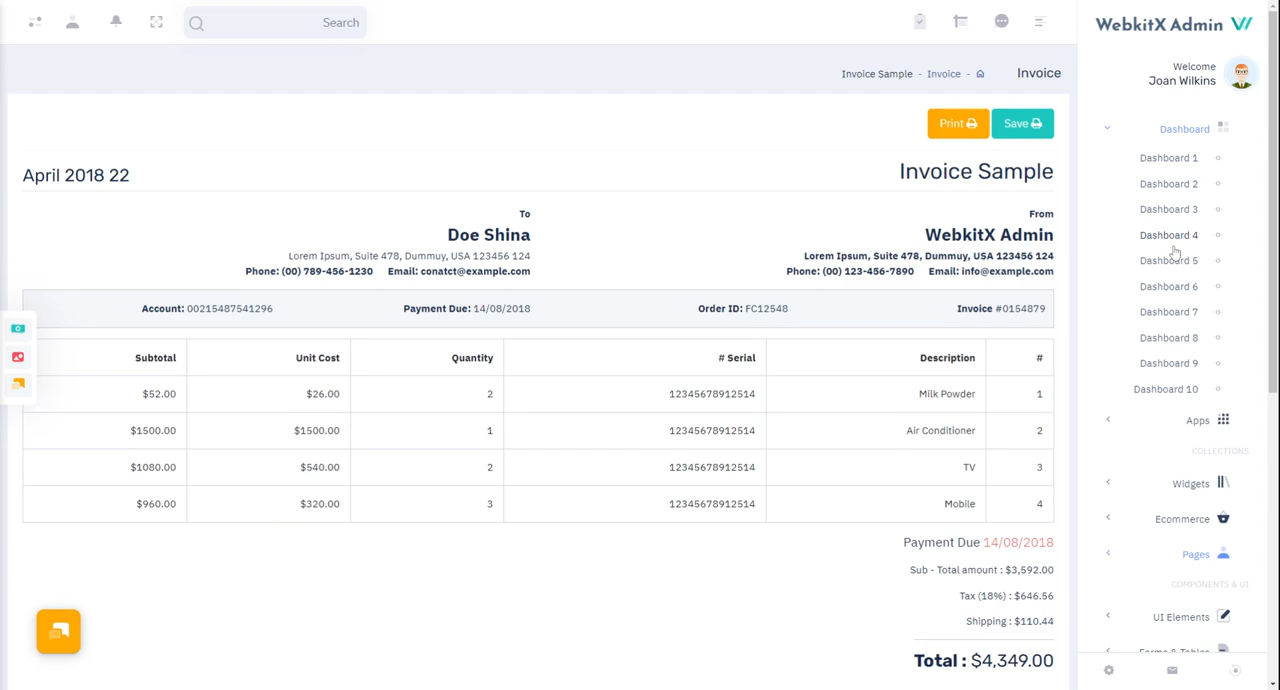 Search
WebkitX Admin
Welcome
Joan Wilkins
Invoice Sample - Invoice -
Invoice
Print
Save
April 2018 22
Invoice Sample
To
Doe Shina
Lorem Ipsum, Suite 478, Dummuy, USA 123456 124
Phone: (00) 789-456-1230 Email: conatct@example.com
From
WebkitX Admin
Lorem Ipsum, Suite 478, Dummuy, USA 123456 124
Phone: (00) 123-456-7890 Email: info@example.com
Account: 00215487541296 Payment Due: 14/08/2018 Order ID: FC12548 Invoice #0154879
Subtotal Unit Cost Quantity # Serial Description #
$52.00 $26.00 2 12345678912514 Milk Powder 1
$1500.00 $1500.00 1 12345678912514 Air Conditioner 2
$1080.00 $540.00 2 12345678912514 TV 3
$960.00 $320.00 3 12345678912514 Mobile 4
Payment Due 14/08/2018
Sub - Total amount : $3,592.00
Tax (18%) : $646.56
Shipping : $110.44
Total : $4,349.00
Dashboard
Dashboard 1
Dashboard 2
Dashboard 3
Dashboard 4
Dashboard 5
Dashboard 6
Dashboard 7
Dashboard 8
Dashboard 9
Dashboard 10
Apps
COLLECTIONS
Widgets
Ecommerce
Pages
COMPONENTS & UI
UI Elements
Forms & Tables